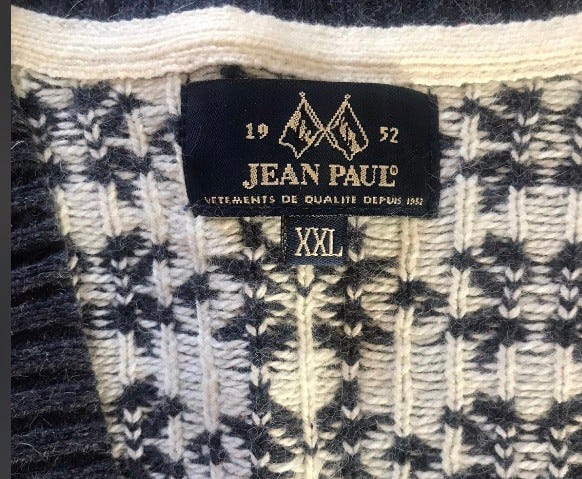 19 52
JEAN PAUL®
VETEMENTS DE QUALITE DEPUIS 1952
XXL